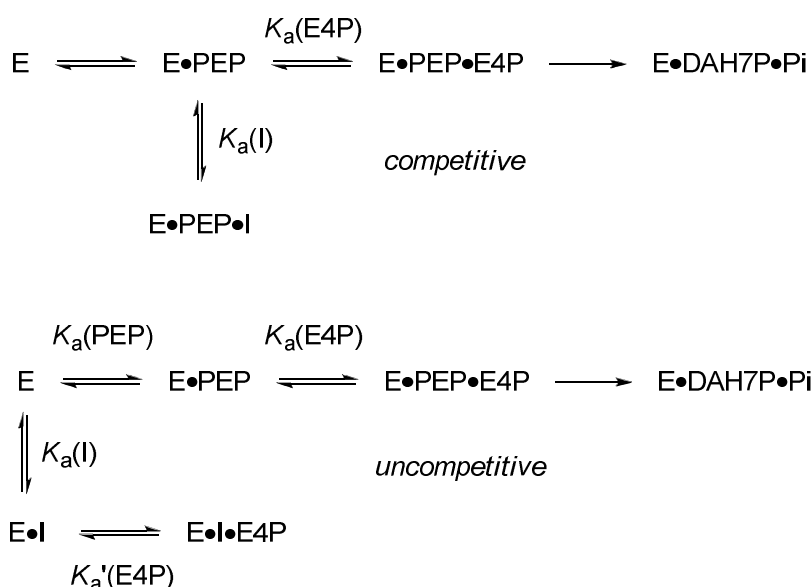 Ka(E4P)
E E•PEP E•PEP•E4P E•DAH7P•Pi
Ka(I)
competitive
E•PEP•I
Ka(PEP) Ka(E4P)
E E•PEP E•PEP•E4P E•DAH7P•Pi
Ka(I)
uncompetitive
E•I E•I•E4P
Ka'(E4P)